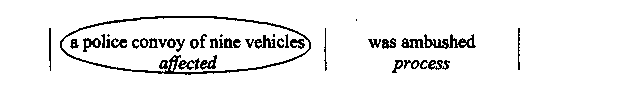 a police convoy of nine vehicles was ambushed
affected process